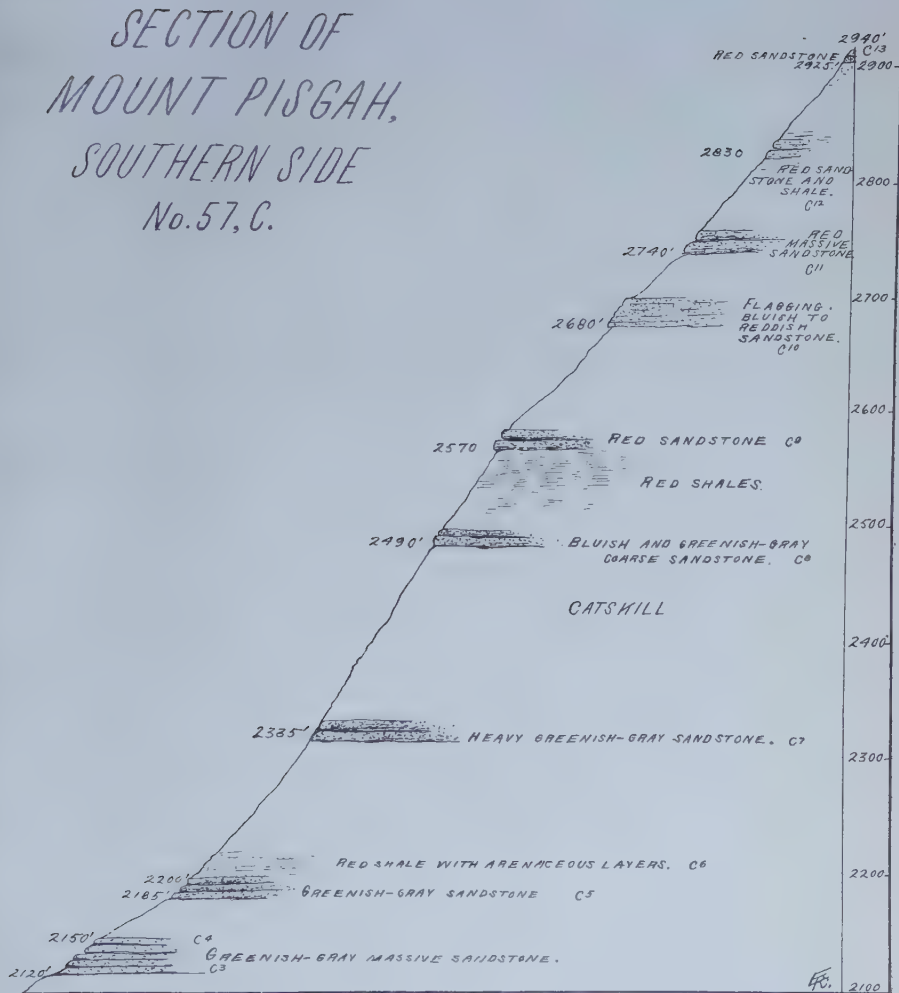 SECTION OF
MOUNT PISGAH,
SOUTHERN SIDE
No. 57, C.
2940'
RED SANDSTONE C13
2925'
2900
2830
RED SAND
STONE AND
SHALE.
C12
2800
2740'
RED
MASSIVE
SANDSTONE
C11
2700
2680'
FLAGGING.
BLUISH TO
REDDISH
SANDSTONE.
C10
2600
2570
RED SANDSTONE C9
RED SHALES.
2500
2490'
BLUISH AND GREENISH-GRAY
COARSE SANDSTONE. C8
CATSKILL
2400
2335'
HEAVY GREENISH-GRAY SANDSTONE. C7
2300
RED SHALE WITH ARENACEOUS LAYERS. C6
2200'
2200
2185'
GREENISH-GRAY SANDSTONE C5
2150'
C4
GREENISH-GRAY MASSIVE SANDSTONE.
2120'
C3
2100